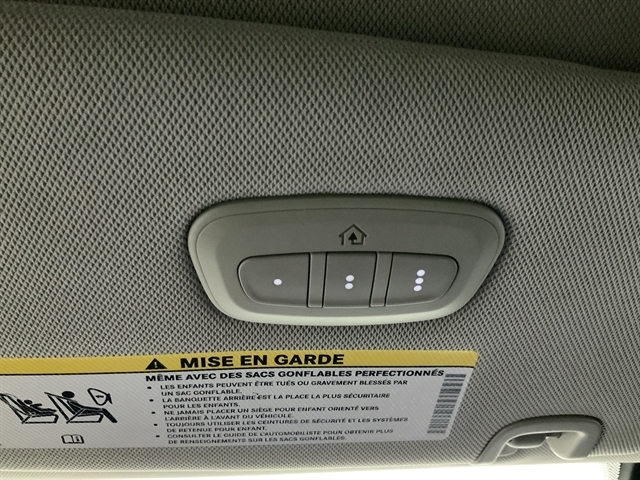 MISE EN GARDE
MÊME AVEC DES SACS GONFLABLES PERFECTIONNÉS
• LES ENFANTS PEUVENT ÊTRE TUÉS OU GRAVEMENT BLESSÉS PAR
UN SAC GONFLABLE.
• LA BANQUETTE ARRIÈRE EST LA PLACE LA PLUS SÉCURITAIRE
POUR LES ENFANTS.
• NE JAMAIS PLACER UN SIÈGE POUR ENFANT ORIENTÉ VERS
L'ARRIÈRE À L'AVANT DU VÉHICULE.
• TOUJOURS UTILISER LES CEINTURES DE SÉCURITÉ ET LES SYSTÈMES
DE RETENUE POUR ENFANT.
• CONSULTER LE GUIDE DE L'AUTOMOBILISTE POUR OBTENIR PLUS
DE RENSEIGNEMENTS SUR LES SACS GONFLABLES.